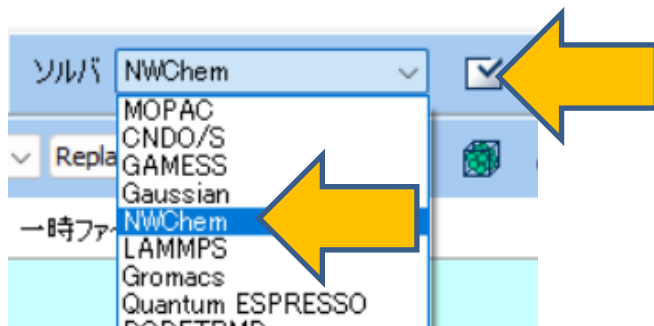 ソルバ NWChem
MOPAC
CNDO/S
Repla
GAMESS
Gaussian
一時ファ
NWChem
LAMMPS
Gromacs
Quantum ESPRESSO